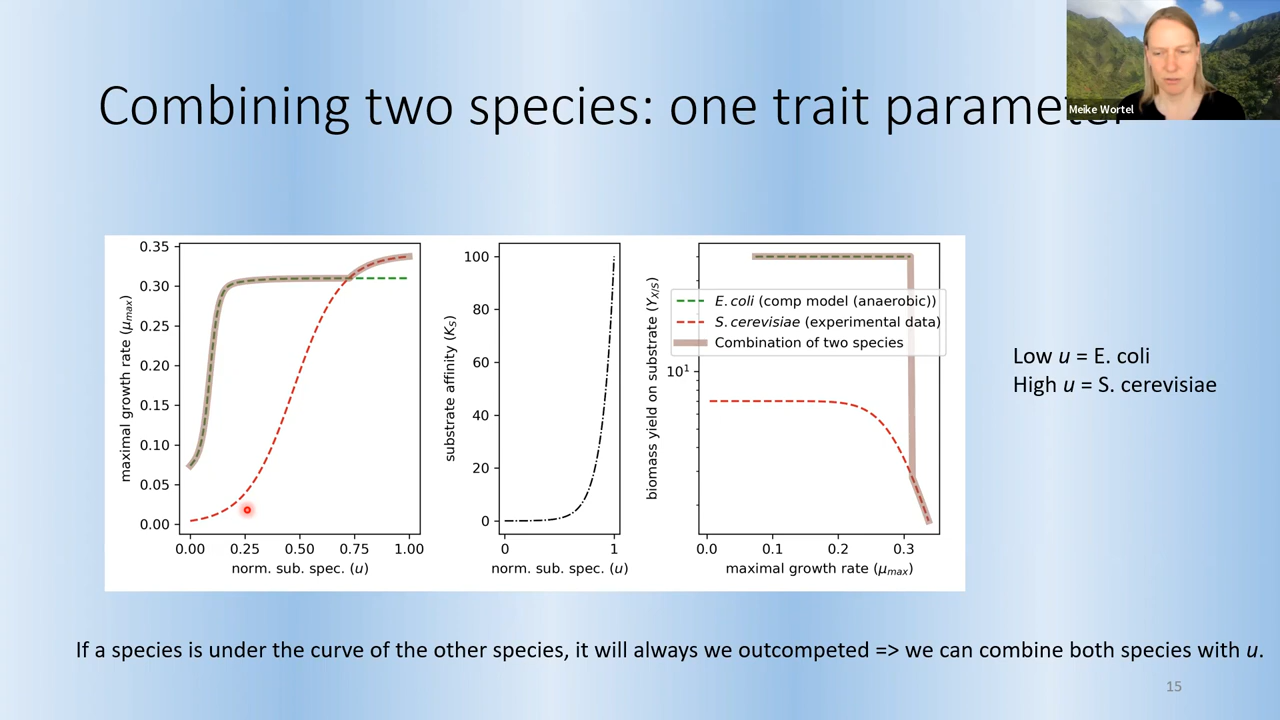 Combining two species: one trait parameter
Meike Wortel
maximal growth rate (μmax)
0.35
0.30
0.25
0.20
0.15
0.10
0.05
0.00
0.00 0.25 0.50 0.75 1.00
norm. sub. spec. (u)
substrate affinity (KS)
100
80
60
40
20
0
0 1
norm. sub. spec. (u)
biomass yield on substrate (YX/S)
10¹
E.coli (comp model (anaerobic))
S.cerevisiae (experimental data)
Combination of two species
0.0 0.1 0.2 0.3
maximal growth rate (μmax)
Low u = E. coli
High u = S. cerevisiae
If a species is under the curve of the other species, it will always we outcompeted => we can combine both species with u.
15